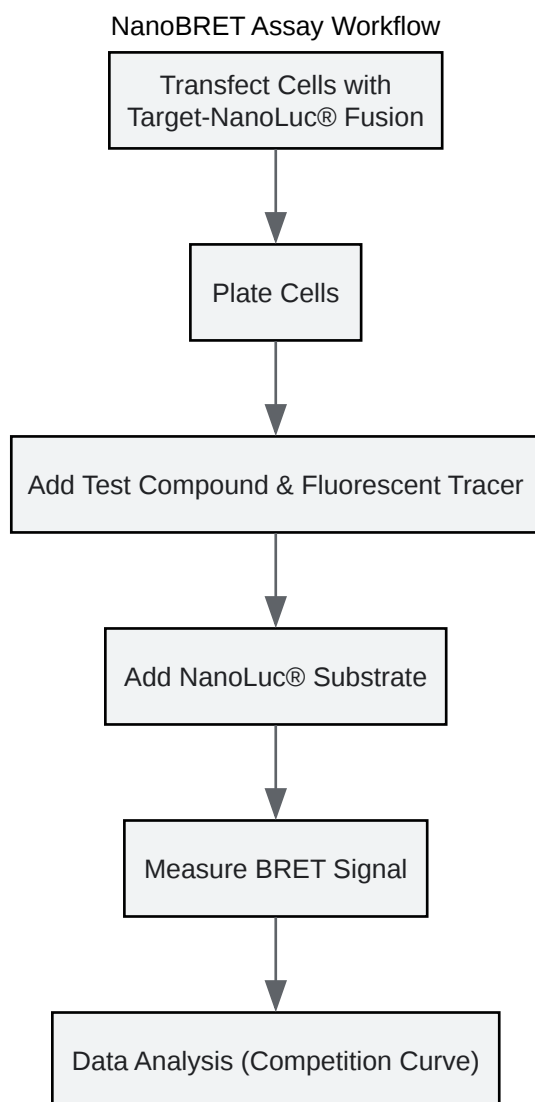 NanoBRET Assay Workflow
Transfect Cells with
Target-NanoLuc® Fusion
Plate Cells
Add Test Compound & Fluorescent Tracer
Add NanoLuc® Substrate
Measure BRET Signal
Data Analysis (Competition Curve)